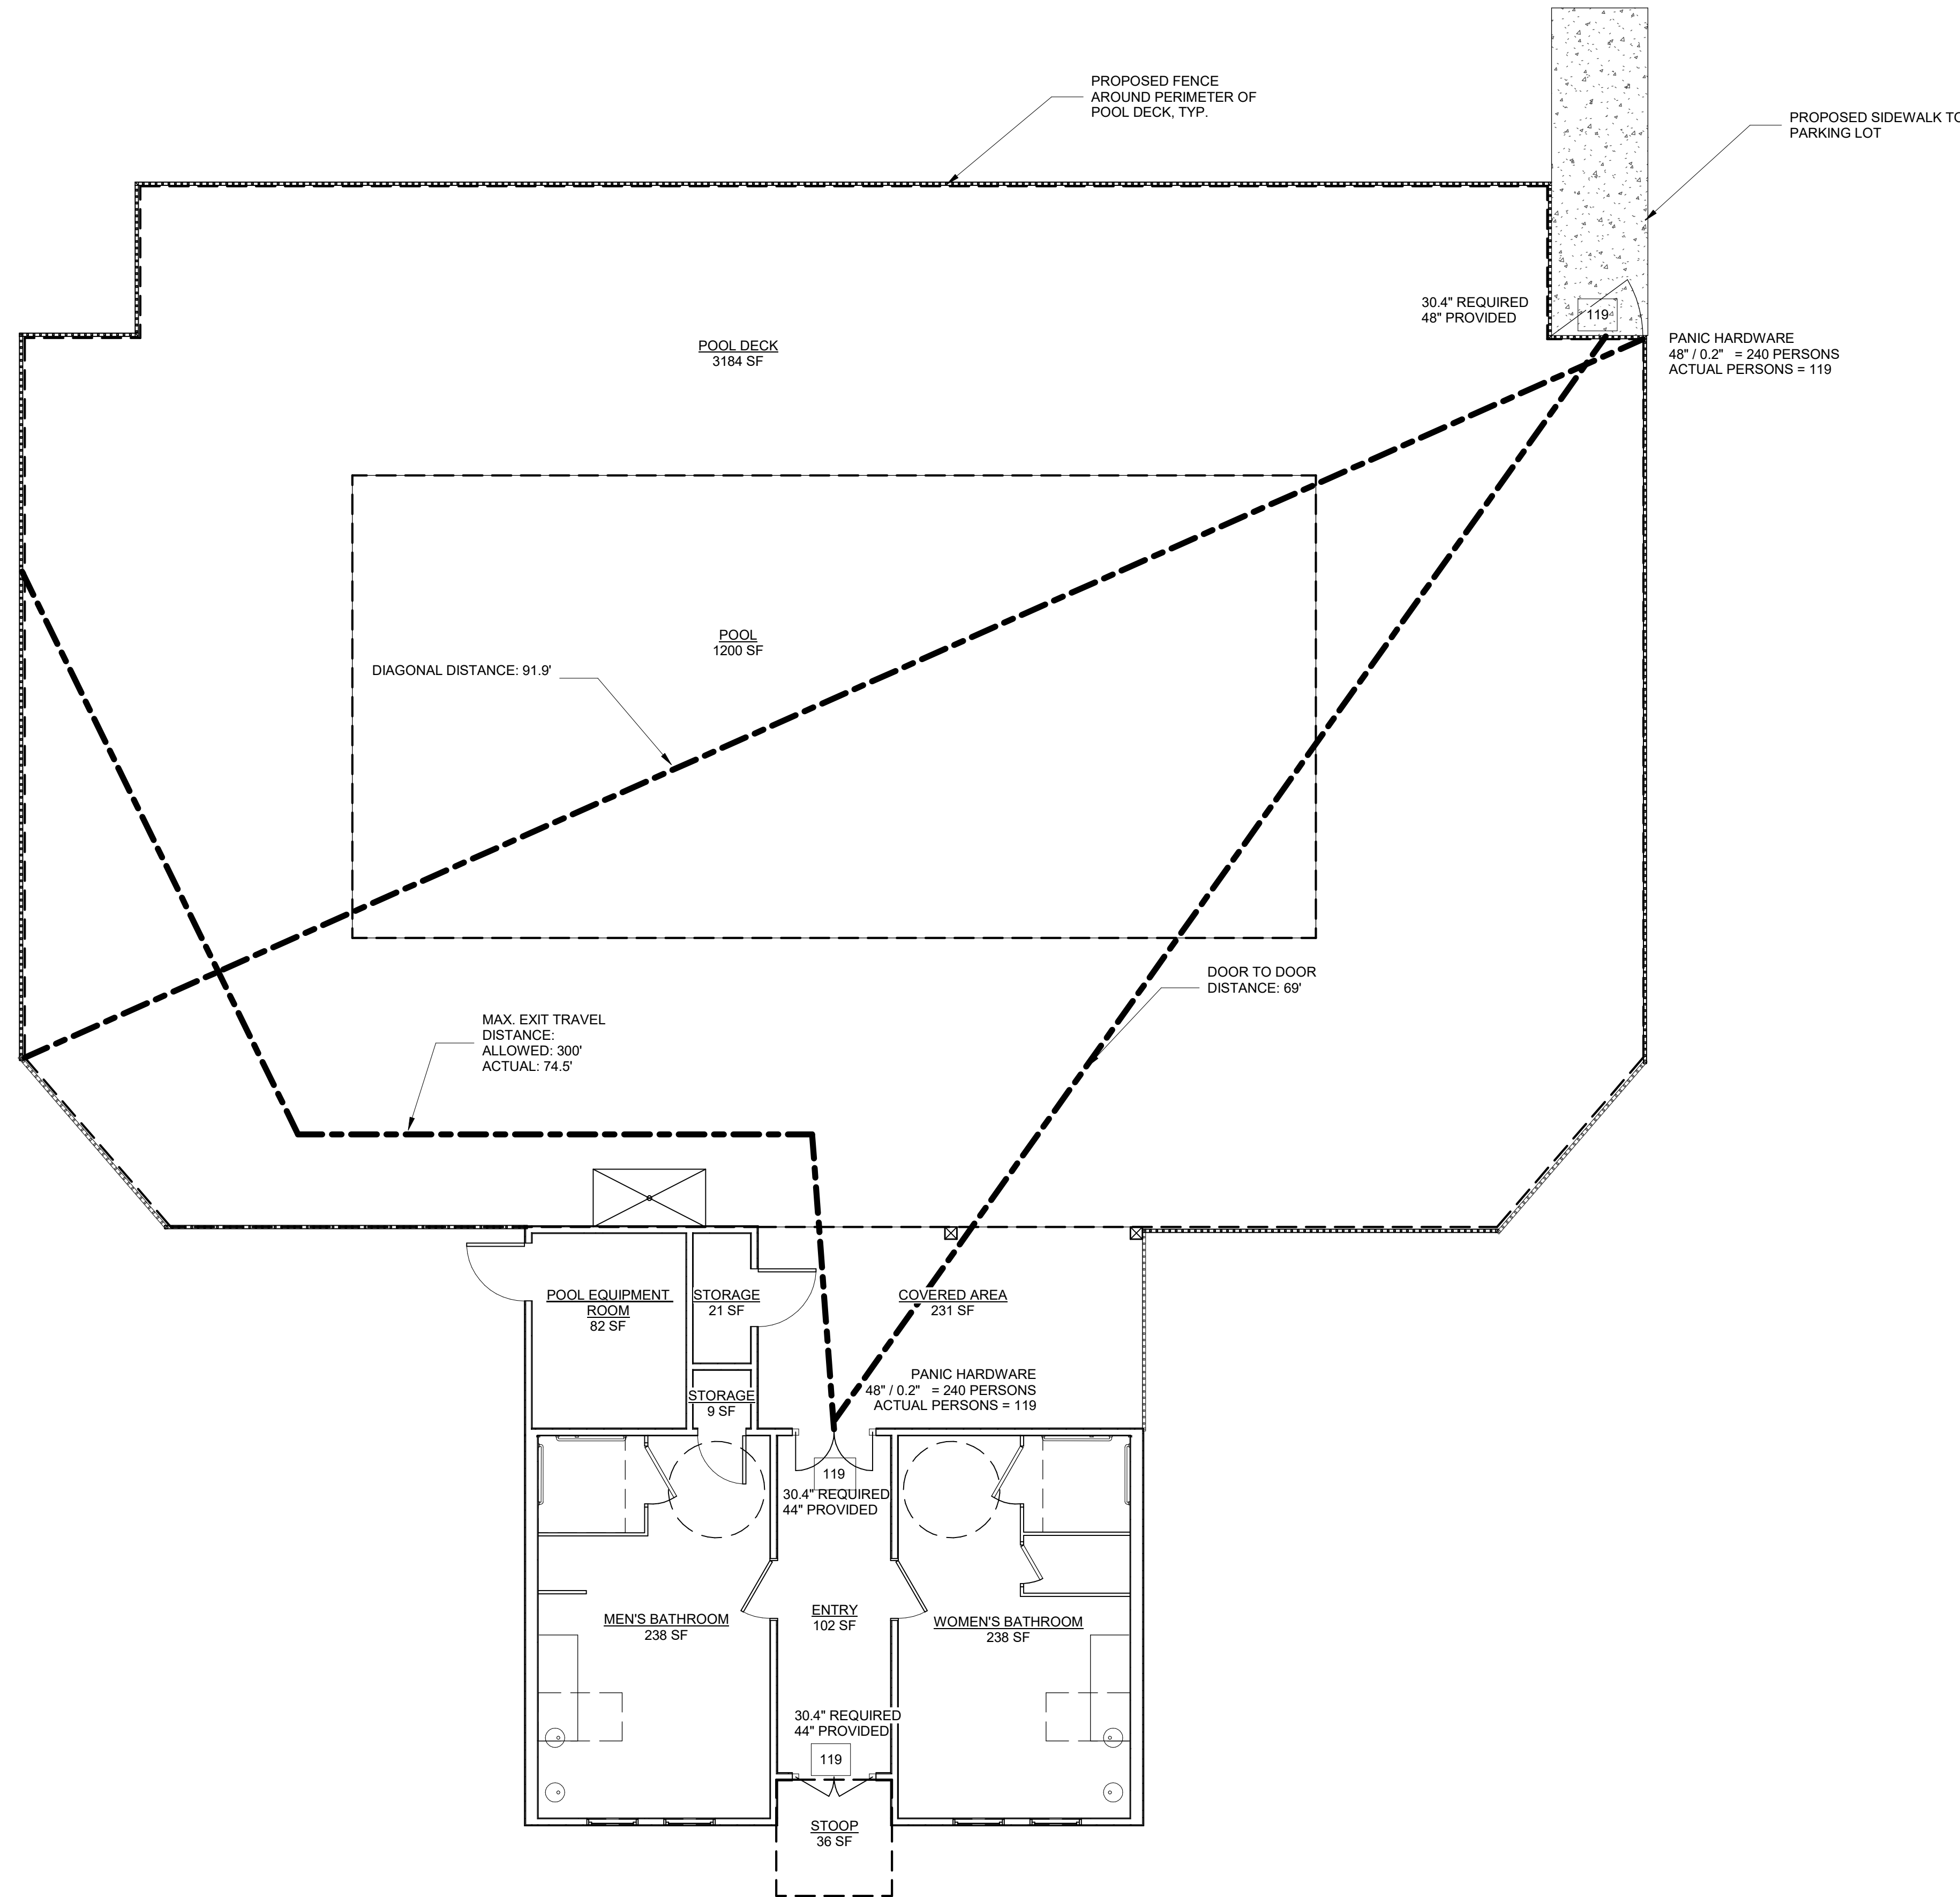 PROPOSED FENCE
AROUND PERIMETER OF
POOL DECK, TYP.
PROPOSED SIDEWALK TO
PARKING LOT
30.4" REQUIRED
48" PROVIDED
119
PANIC HARDWARE
48" / 0.2" = 240 PERSONS
ACTUAL PERSONS = 119
POOL DECK
3184 SF
POOL
1200 SF
DIAGONAL DISTANCE: 91.9'
DOOR TO DOOR
DISTANCE: 69'
MAX. EXIT TRAVEL
DISTANCE:
ALLOWED: 300'
ACTUAL: 74.5'
POOL EQUIPMENT
ROOM
82 SF
STORAGE
21 SF
COVERED AREA
231 SF
PANIC HARDWARE
48" / 0.2" = 240 PERSONS
ACTUAL PERSONS = 119
STORAGE
9 SF
119
30.4" REQUIRED
44" PROVIDED
MEN'S BATHROOM
238 SF
ENTRY
102 SF
WOMEN'S BATHROOM
238 SF
30.4" REQUIRED
44" PROVIDED
119
STOOP
36 SF